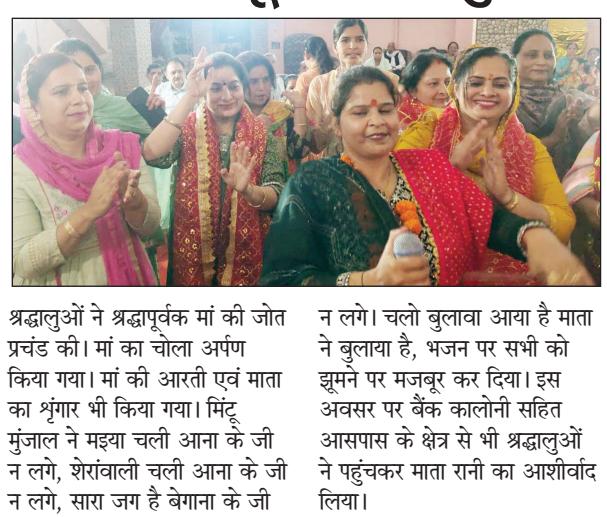 श्रद्धालुओं ने श्रद्धापूर्वक मां की जोत
प्रचंड की। मां का चोला अर्पण
किया गया। मां की आरती एवं माता
का शृंगार भी किया गया। मिंटू
मुंजाल ने मइया चली आना के जी
न लगे, शेरांवाली चली आना के जी
न लगे, सारा जग है बेगाना के जी
न लगे। चलो बुलावा आया है माता
ने बुलाया है, भजन पर सभी को
झूमने पर मजबूर कर दिया। इस
अवसर पर बैंक कालोनी सहित
आसपास के क्षेत्र से भी श्रद्धालुओं
ने पहुंचकर माता रानी का आशीर्वाद
लिया।